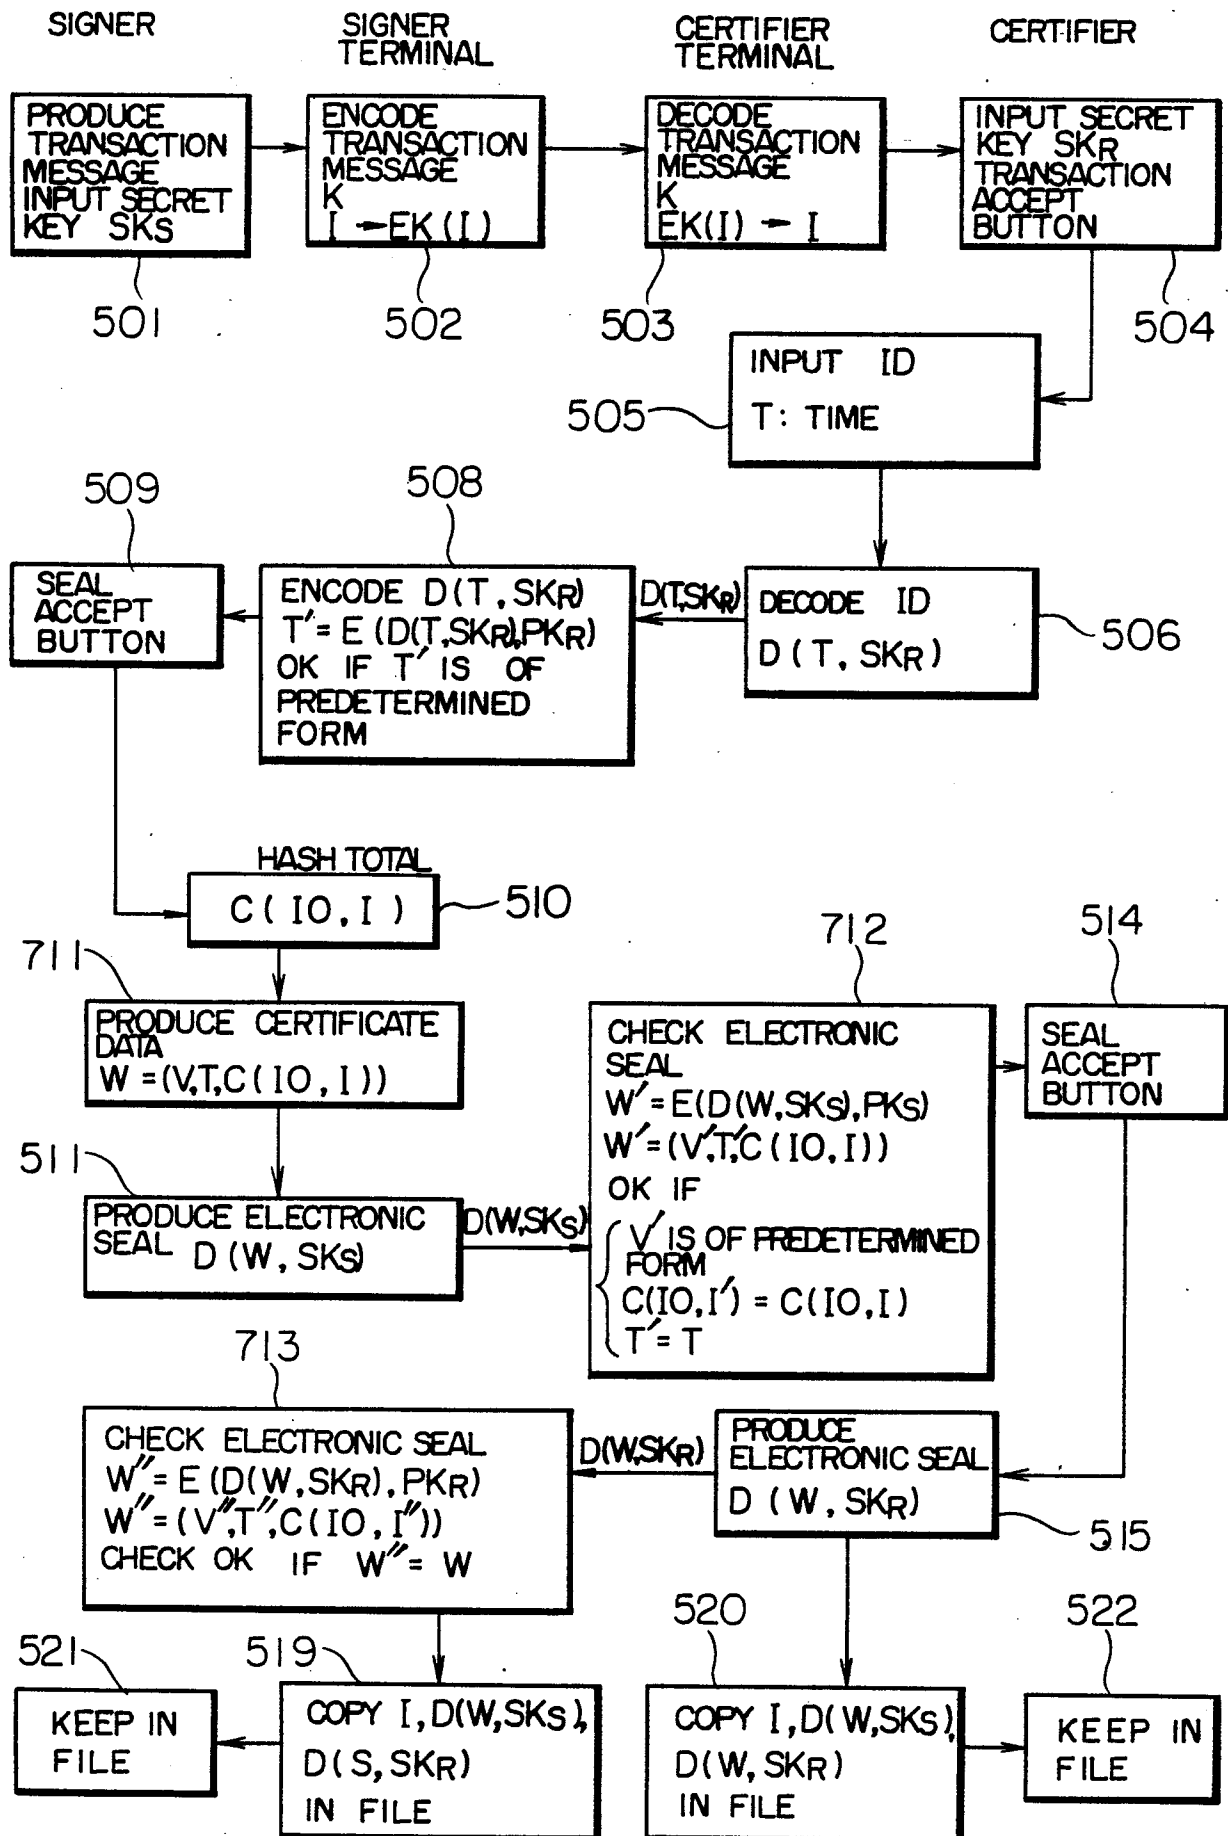 SIGNER
SIGNER
TERMINAL
CERTIFIER
TERMINAL
CERTIFIER
PRODUCE
TRANSACTION
MESSAGE
INPUT SECRET
KEY SKS
501
ENCODE
TRANSACTION
MESSAGE
K
I → EK(I)
502
DECODE
TRANSACTION
MESSAGE
K
EK(I) → I
503
INPUT SECRET
KEY SKR
TRANSACTION
ACCEPT
BUTTON
504
INPUT ID
T: TIME
505
509
SEAL
ACCEPT
BUTTON
508
ENCODE D(T, SKR)
T' = E (D(T,SKR),PKR)
OK IF T' IS OF
PREDETERMINED
FORM
D(T,SKR)
DECODE ID
D(T, SKR)
506
HASH TOTAL
C(IO, I)
510
711
PRODUCE CERTIFICATE
DATA
W=(V,T,C(IO,I))
511
PRODUCE ELECTRONIC
SEAL D(W, SKS)
D(W,SKS)
712
CHECK ELECTRONIC
SEAL
W'=E(D(W,SKS),PKS)
W'=(V',T',C(IO,I))
OK IF
V' IS OF PREDETERMINED
FORM
C(IO,I')=C(IO,I)
T'=T
514
SEAL
ACCEPT
BUTTON
713
CHECK ELECTRONIC SEAL
W"=E(D(W,SKR),PKR)
W"=(V",T",C(IO,I"))
CHECK OK IF W"=W
D(W,SKR)
PRODUCE
ELECTRONIC SEAL
D(W, SKR)
515
521
KEEP IN
FILE
519
COPY I,D(W,SKS),
D(S,SKR)
IN FILE
520
COPY I,D(W,SKS),
D(W,SKR)
IN FILE
522
KEEP IN
FILE